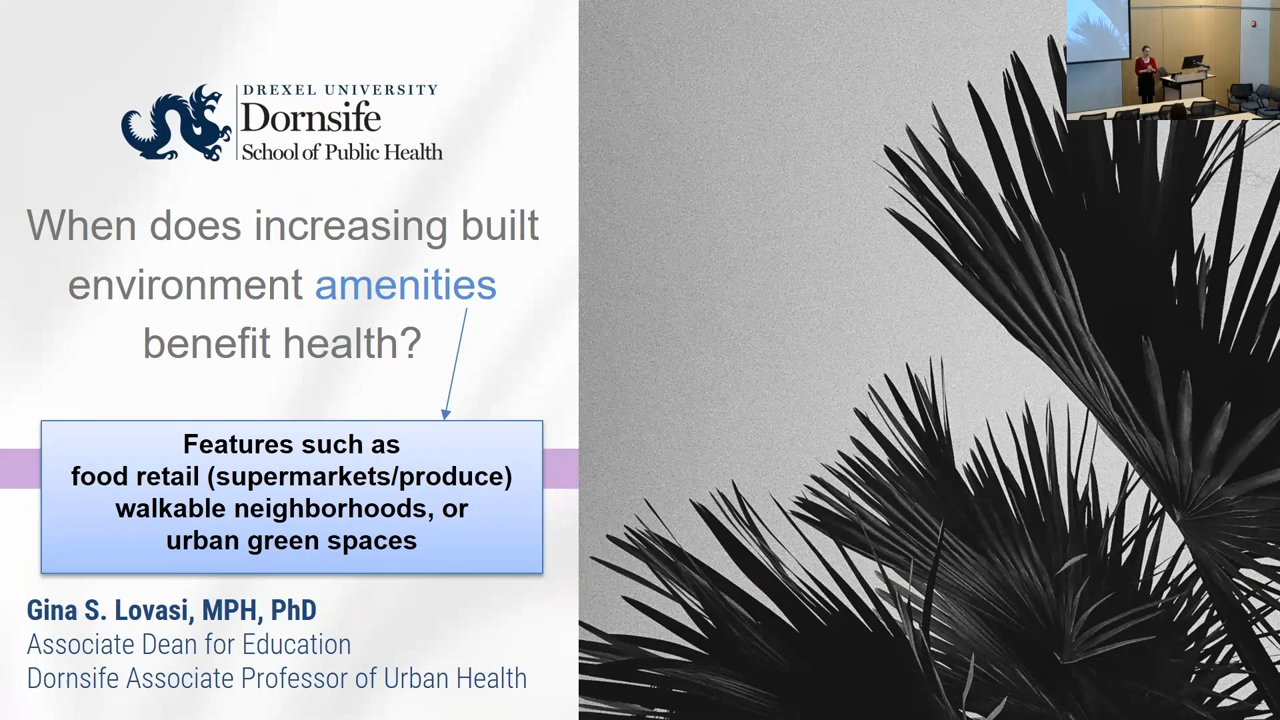 DREXEL UNIVERSITY
Dornsife
School of Public Health
When does increasing built
environment amenities
benefit health?
Features such as
food retail (supermarkets/produce)
walkable neighborhoods, or
urban green spaces
Gina S. Lovasi, MPH, PhD
Associate Dean for Education
Dornsife Associate Professor of Urban Health